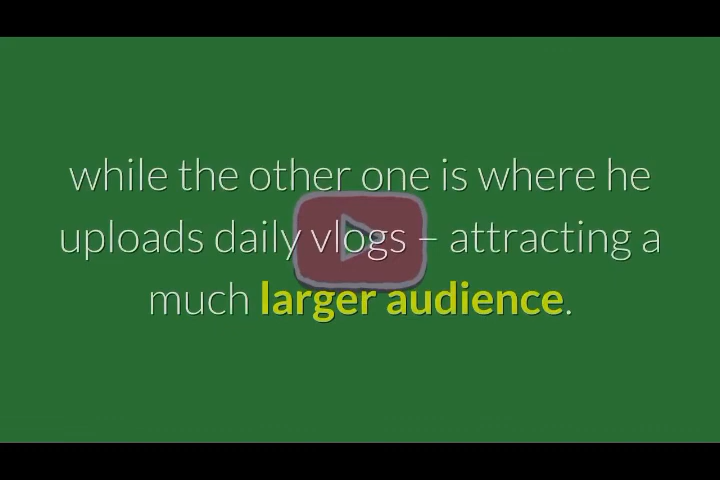 while the other one is where he
uploads daily vlogs – attracting a
much larger audience.